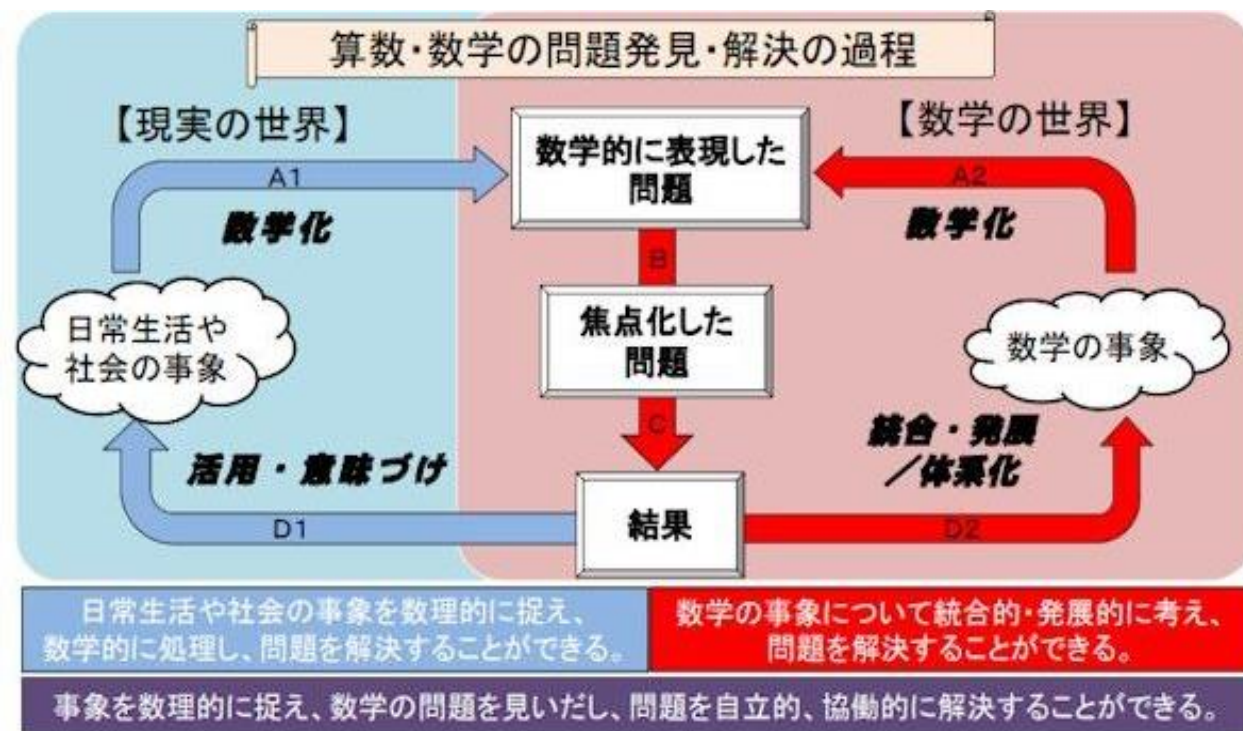 算数・数学の問題発見・解決の過程
【現実の世界】
【数学の世界】
A1
数学化
数学的に表現した
問題
A2
数学化
B
日常生活や
社会の事象
焦点化した
問題
数学の事象
C
活用・意味づけ
統合・発展
／体系化
D1
結果
D2
日常生活や社会の事象を数理的に捉え、
数学的に処理し、問題を解決することができる。
数学の事象について統合的・発展的に考え、
問題を解決することができる。
事象を数理的に捉え、数学の問題を見いだし、問題を自立的、協働的に解決することができる。